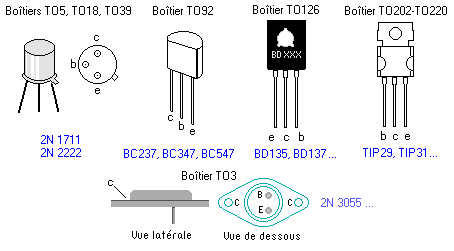 Boîtiers TO5, TO18, TO39
Boîtier TO92
Boîtier TO126
Boîtier TO202-TO220
c
b
e
BD XXX
c
b
e
e
c
b
b
c
e
2N 1711
2N 2222
BC237, BC347, BC547
BD135, BD137...
TIP29, TIP31...
Boîtier TO3
c
B
E
C
C
2N 3055 ...
Vue latérale
Vue de dessous